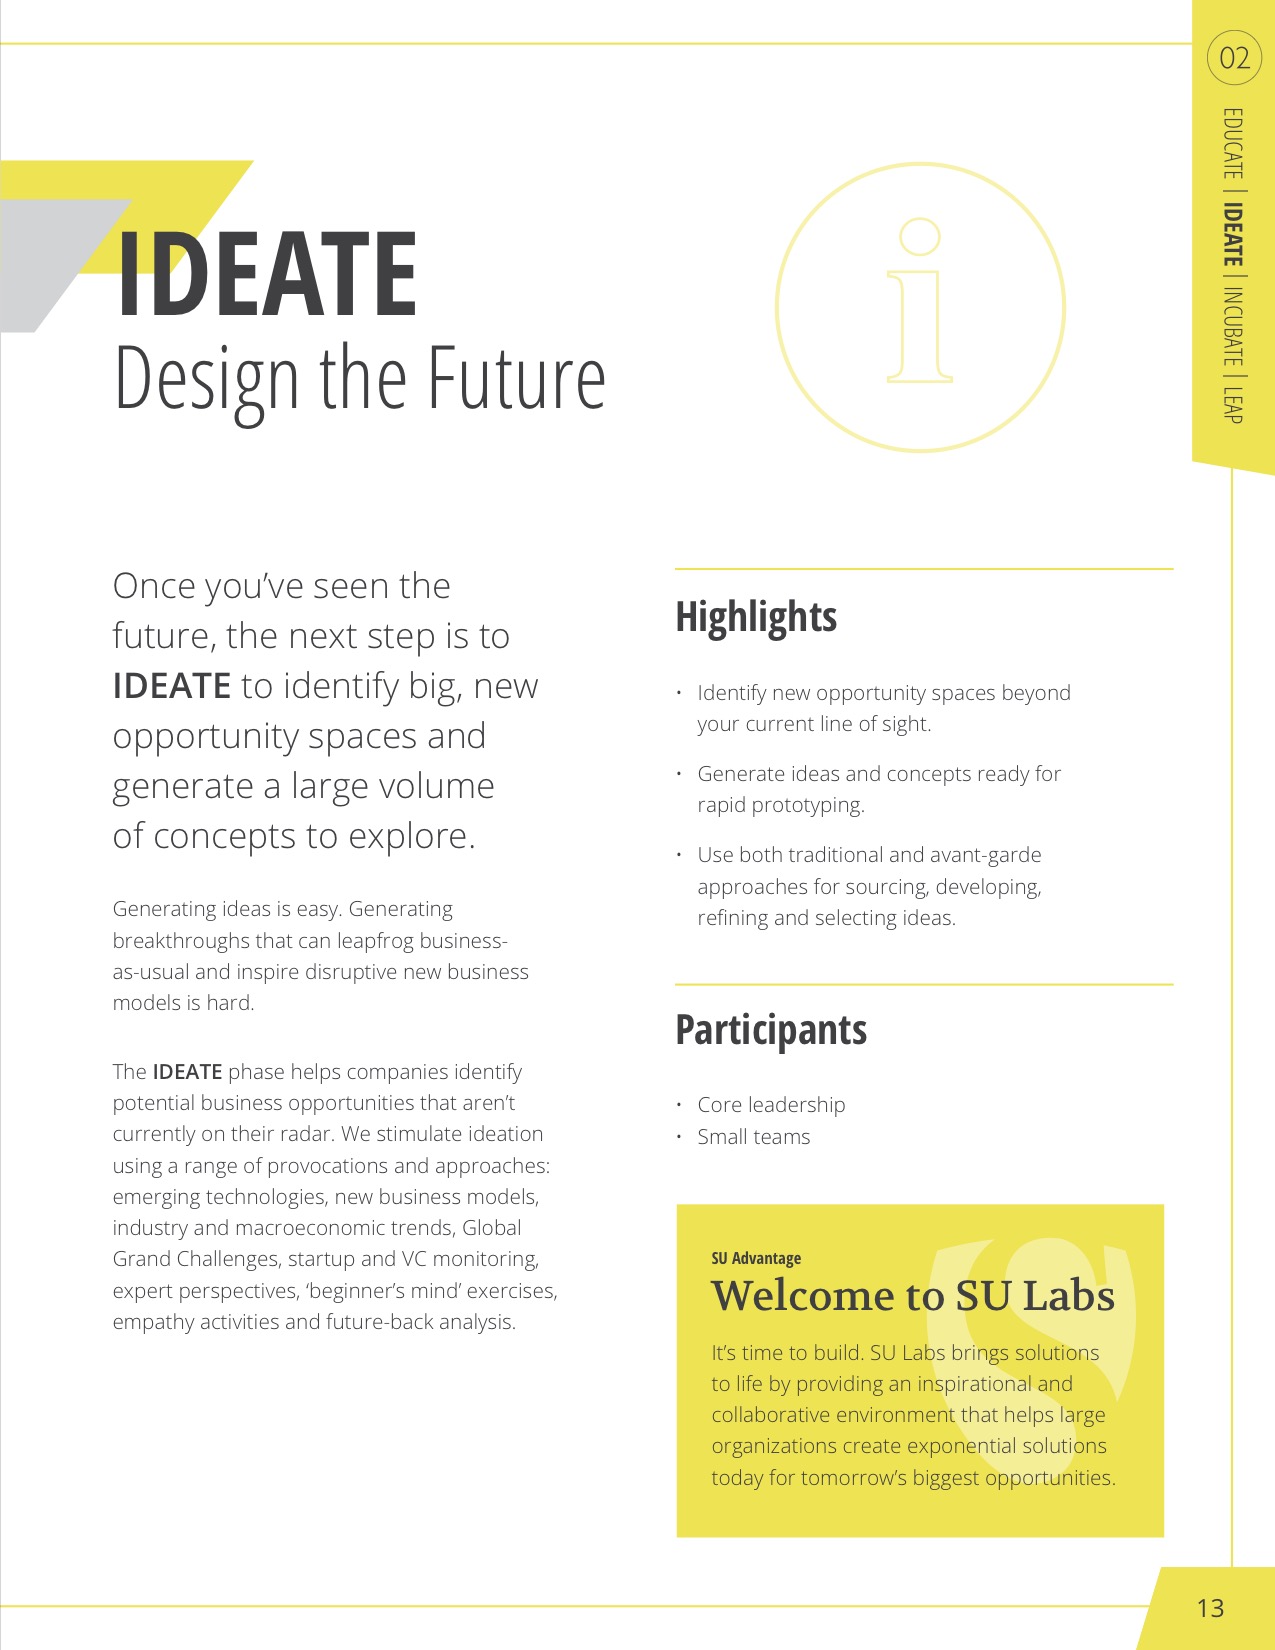 02
EDUCATE | IDEATE | INCUBATE | LEAP
i
IDEATE
Design the Future
Once you’ve seen the
future, the next step is to
IDEATE to identify big, new
opportunity spaces and
generate a large volume
of concepts to explore.
Generating ideas is easy. Generating
breakthroughs that can leapfrog business-
as-usual and inspire disruptive new business
models is hard.
The IDEATE phase helps companies identify
potential business opportunities that aren’t
currently on their radar. We stimulate ideation
using a range of provocations and approaches:
emerging technologies, new business models,
industry and macroeconomic trends, Global
Grand Challenges, startup and VC monitoring,
expert perspectives, ‘beginner’s mind’ exercises,
empathy activities and future-back analysis.
Highlights
• Identify new opportunity spaces beyond
your current line of sight.
• Generate ideas and concepts ready for
rapid prototyping.
• Use both traditional and avant-garde
approaches for sourcing, developing,
refining and selecting ideas.
Participants
• Core leadership
• Small teams
SU Advantage
Welcome to SU Labs
It’s time to build. SU Labs brings solutions
to life by providing an inspirational and
collaborative environment that helps large
organizations create exponential solutions
today for tomorrow’s biggest opportunities.
13